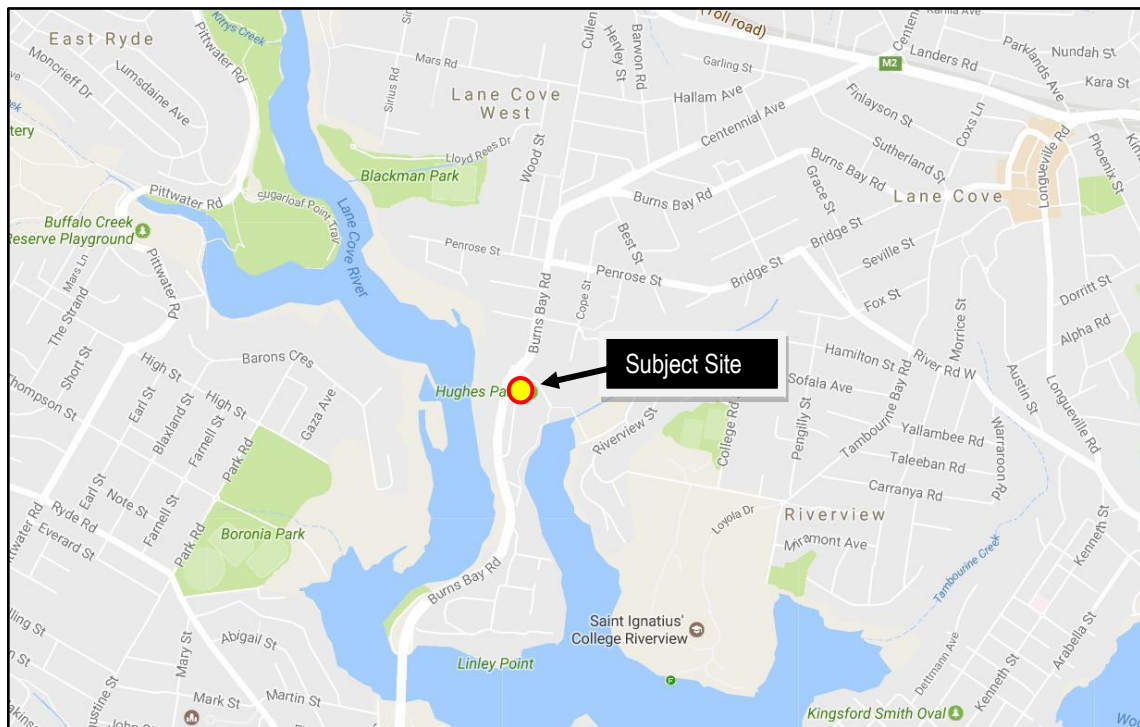 Kittys Creek
East Ryde
Pittwater Rd
Moncrieff Dr
Lumsdaine Ave
Mars Rd
Sirius Rd
Cullen
Henley St
Barwon Rd
(Toll road)
Garling St
M2
Landers Rd
Parklands Ave
Nundah St
Kara St
Lane Cove
West
Hallam Ave
Centennial Ave
Finlayson St
Coxs Ln
Sutherland St
Longueville Rd
Phoenix St
Lloyd Rees Dr
Wood St
Blackman Park
Burns Bay Rd
Burns Bay Rd
Grace St
Lane Cove
Pittwater Rd
Sugarloaf Point Trail
Lane Cove River
Buffalo Creek
Reserve Playground
Best St
Bridge St
Seville St
Penrose St
Penrose St
Bridge St
Mars Ln
Pittwater Rd
The Strand
Burns Bay Rd
Cope St
Fox St
Morrice St
Dorritt St
Alpha Rd
Short St
High St
Barons Cres
Subject Site
Hamilton St
River Rd W
Thompson St
Earl St
Blaxland St
Farnell St
High St
Gaza Ave
Hughes Pa
Sofala Ave
Austin St
Riverview St
College Rd
Pengilly St
Tambourine Bay Rd
Yallambee Rd
Warraroon Rd
Longueville Rd
Park Rd
Taleeban Rd
Carranya Rd
Earl St
Note St
Farnell St
Ryde Rd
Everard St
Park Rd
Boronia Park
Loyola Dr
Riverview
Miramont Ave
Kenneth St
Tambourine Creek
Burns Bay Rd
Saint Ignatius'
College Riverview
Abigail St
Mary St
Linley Point
Arabella St
Dettmann Ave
Kenneth St
Mark St
Martin St
Kingsford Smith Oval